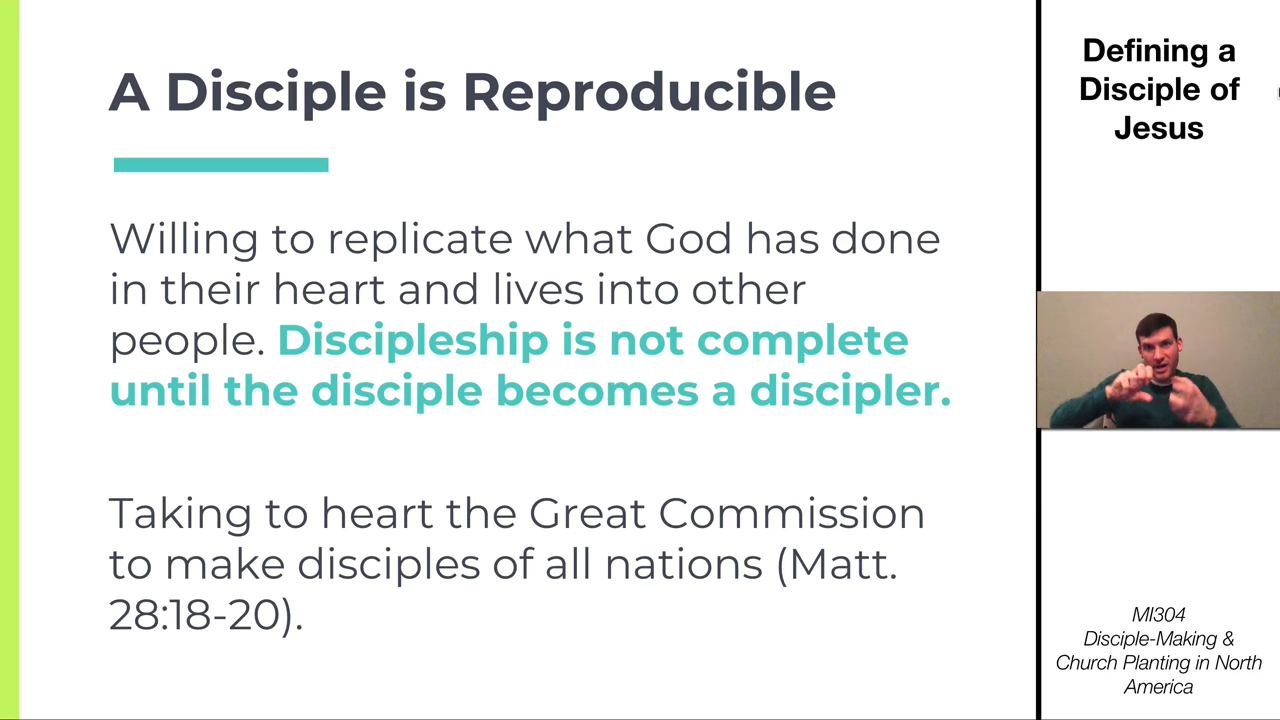 A Disciple is Reproducible
Willing to replicate what God has done
in their heart and lives into other
people. Discipleship is not complete
until the disciple becomes a discipler.
Taking to heart the Great Commission
to make disciples of all nations (Matt.
28:18-20).
Defining a
Disciple of
Jesus
MI304
Disciple-Making &
Church Planting in North
America